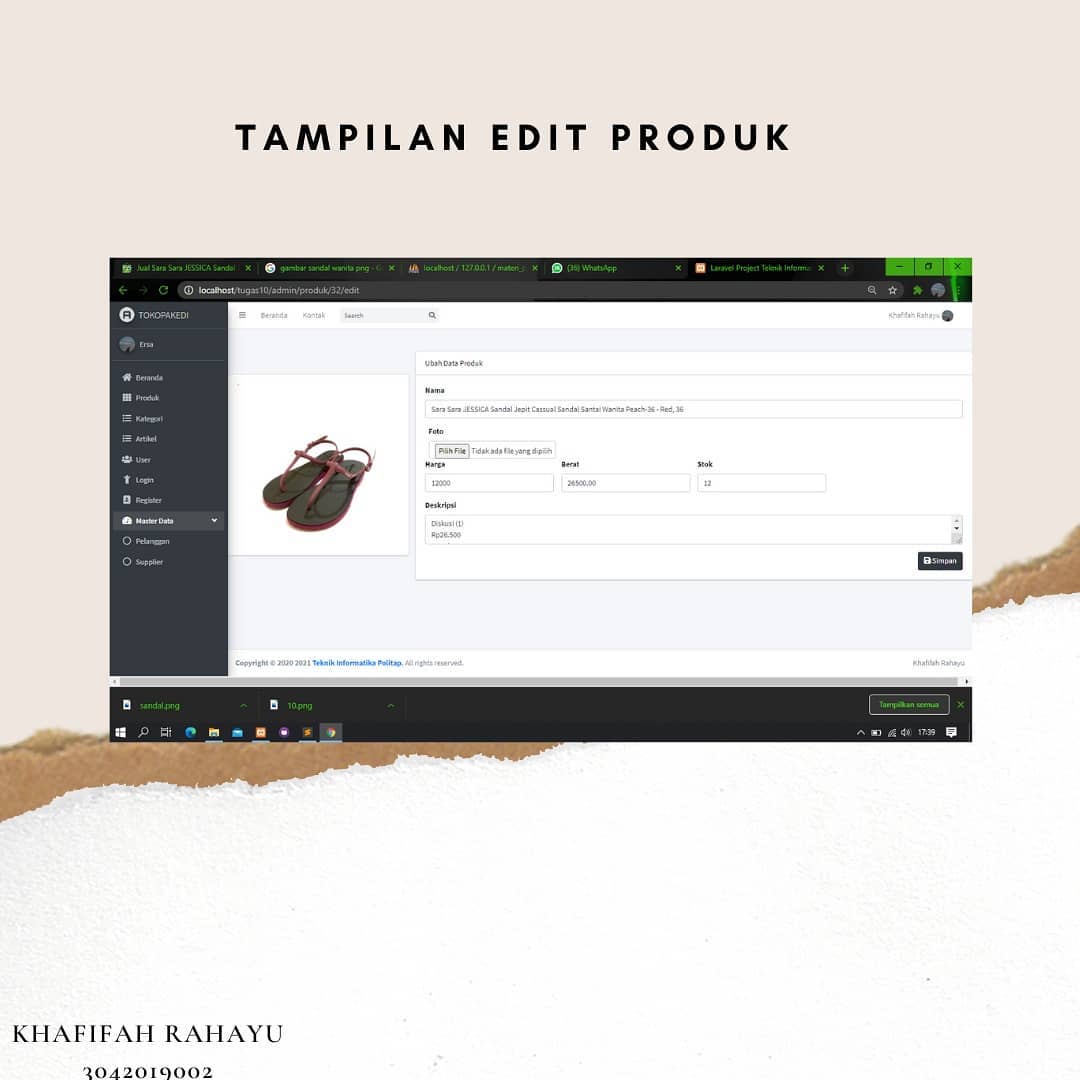 TAMPILAN EDIT PRODUK
Jual Sara Sara JESSICA Sandal
gambar sandal wanita png - G
localhost / 127.0.0.1 / materi_
(36) WhatsApp
Laravel Project Teknik Informa
localhost/tugas10/admin/produk/32/edit
TOKOPAKEDI
Beranda Kontak Search Khafifah Rahayu
Ersa
Beranda
Produk
Kategori
Artikel
User
Login
Register
Master Data
Pelanggan
Supplier
Ubah Data Produk
Nama
Sara Sara JESSICA Sandal Jepit Cassual Sandal Santai Wanita Peach-36 - Red, 36
Foto
Pilih File Tidak ada file yang dipilih
Harga Berat Stok
12000 26500,00 12
Deskripsi
Diskusi (1)
Rp26.500
Simpan
Copyright © 2020 2021 Teknik Informatika Politap. All rights reserved. Khafifah Rahayu
sandal.png 10.png Tampilkan semua
17:39
KHAFIFAH RAHAYU
3042019002